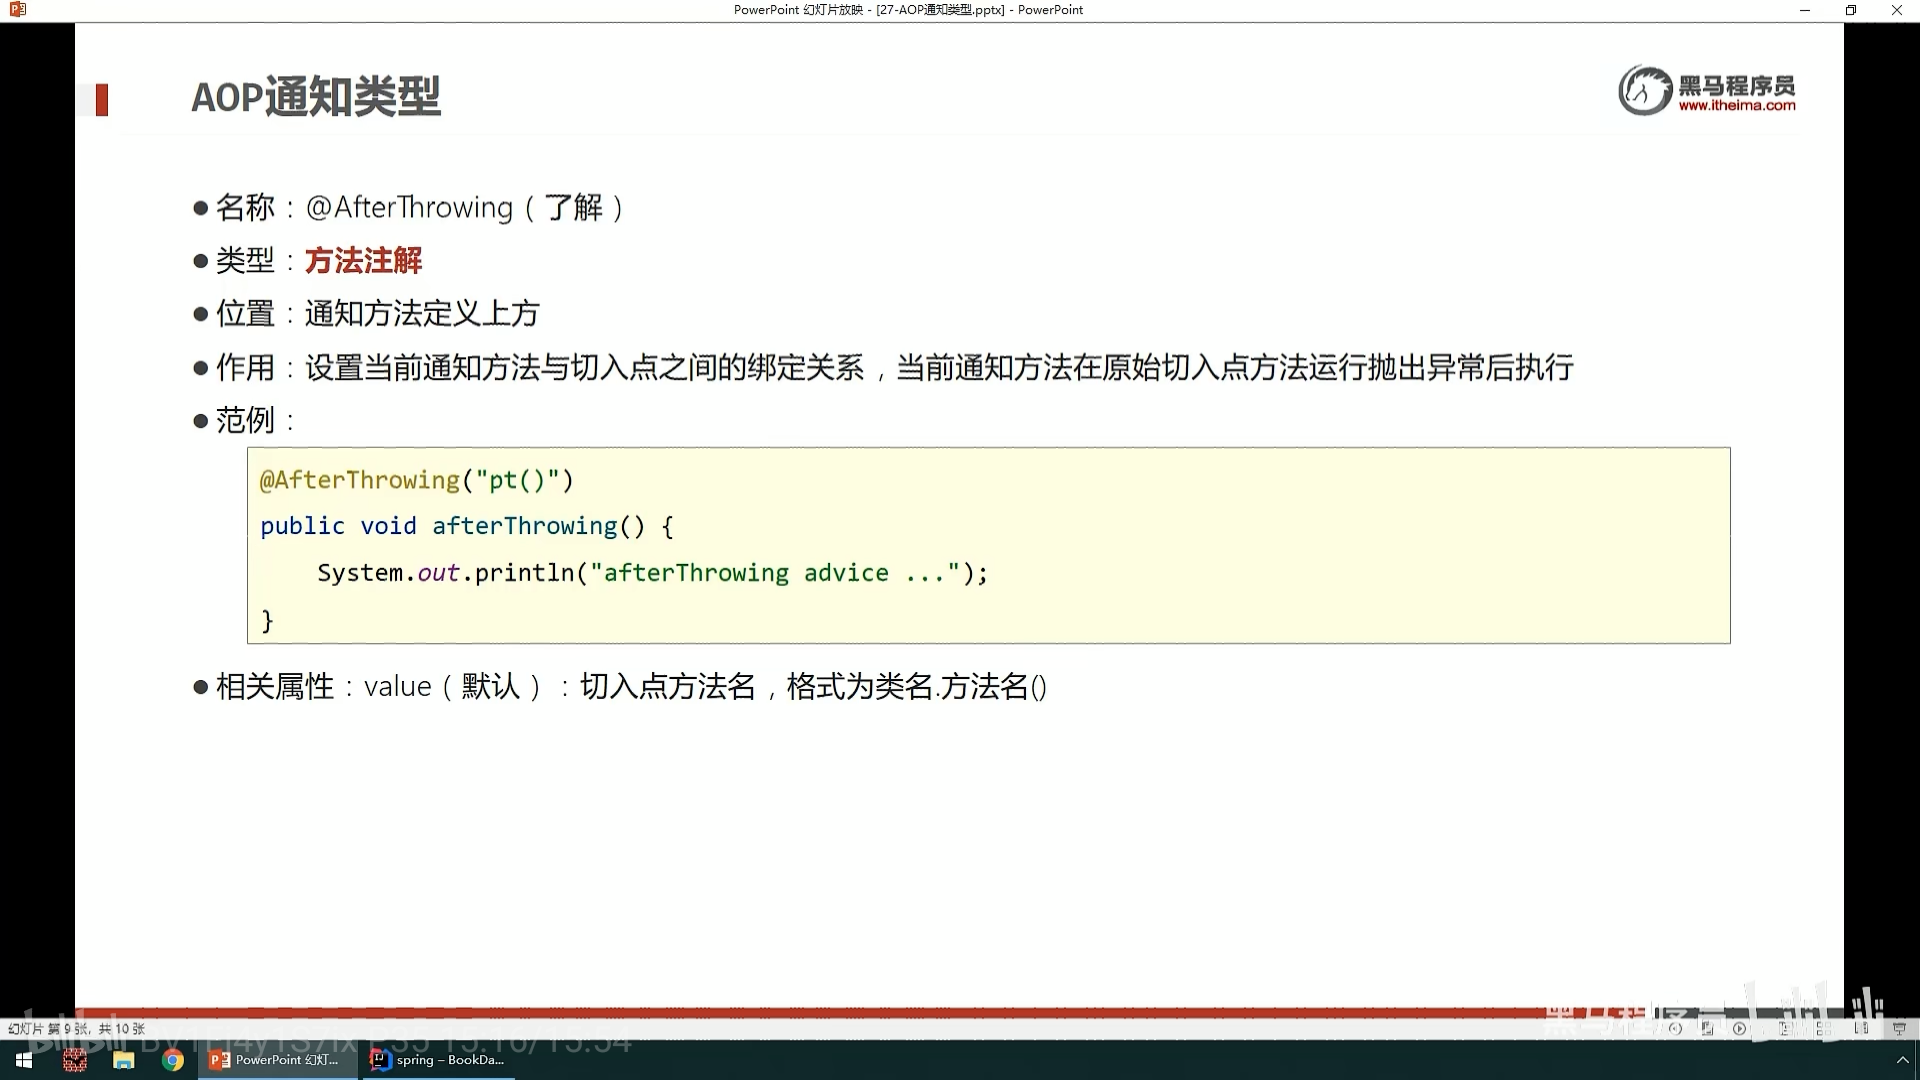 PowerPoint 幻灯片放映 - [27-AOP通知类型.pptx] - PowerPoint
AOP通知类型
黑马程序员
www.itheima.com
● 名称：@AfterThrowing（了解）
● 类型：方法注解
● 位置：通知方法定义上方
● 作用：设置当前通知方法与切入点之间的绑定关系，当前通知方法在原始切入点方法运行抛出异常后执行
● 范例：
@AfterThrowing("pt()")
public void afterThrowing() {
System.out.println("afterThrowing advice ...");
}
● 相关属性：value（默认）：切入点方法名，格式为类名.方法名()
黑马程序员 bilibili
幻灯片 第 9 张，共 10 张
PowerPoint 幻灯...
spring – BookDa...